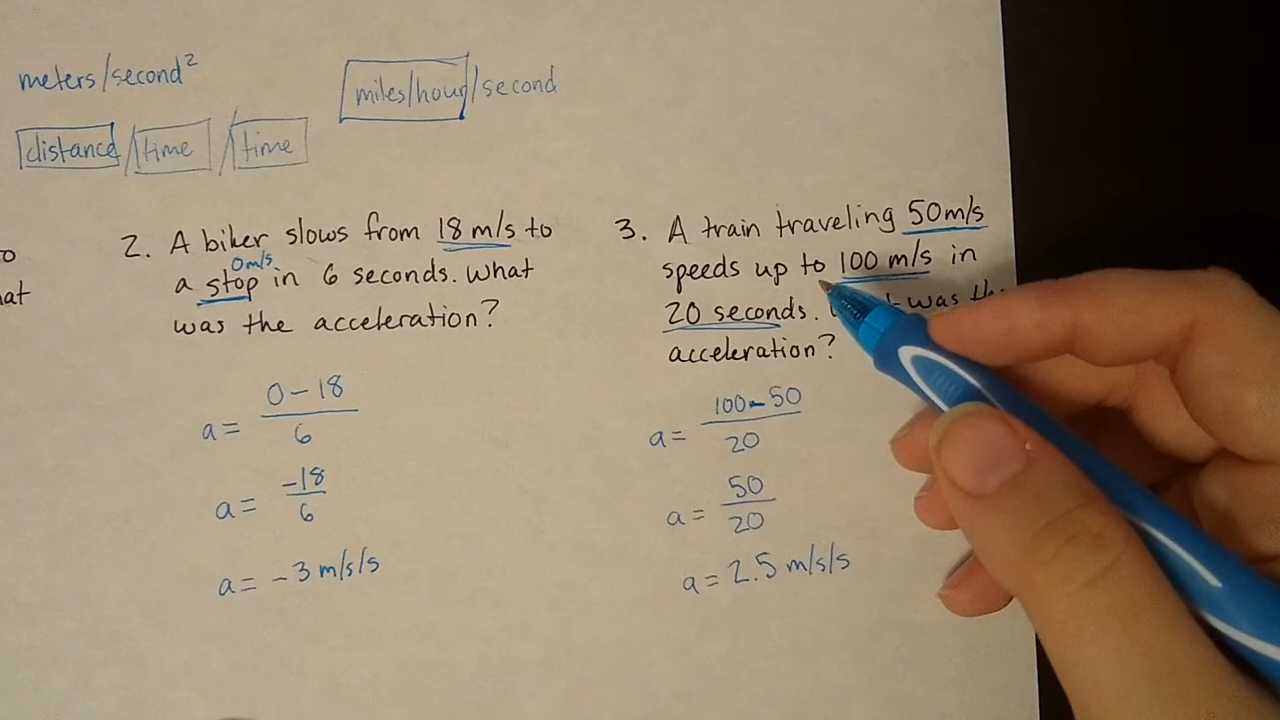 meters/second²
miles/hour/second
distance/time/time
2. A biker slows from 18 m/s to
0m/s
a stop in 6 seconds. What
was the acceleration?
a = 0 - 18
6
a = -18
6
a = -3 m/s/s
3. A train traveling 50m/s
speeds up to 100 m/s in
20 seconds. was
acceleration?
a = 100 - 50
20
a = 50
20
a = 2.5 m/s/s